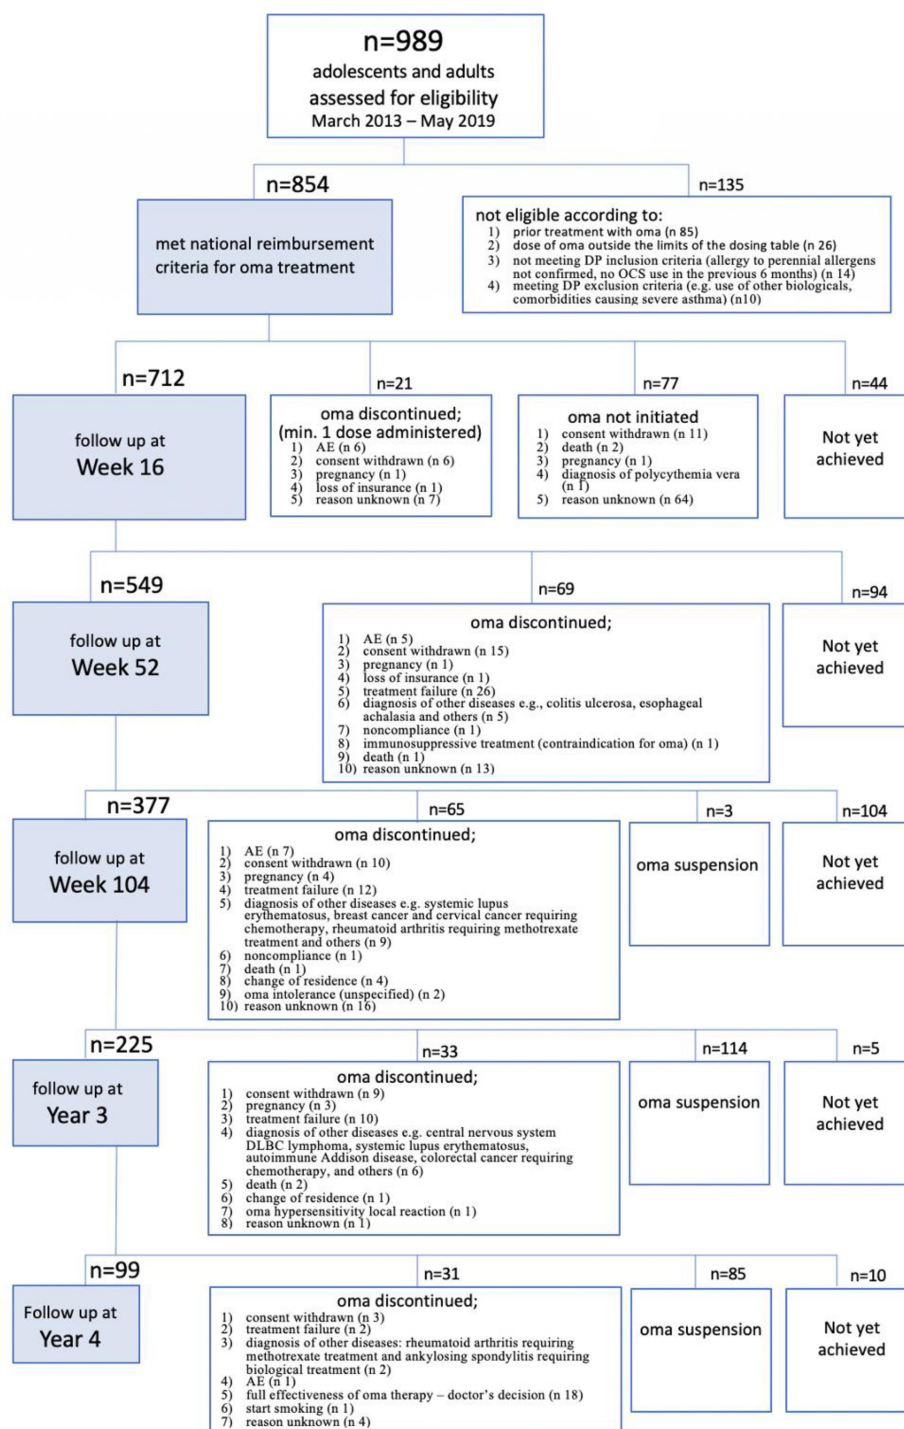 n=989
adolescents and adults
assessed for eligibility
March 2013 – May 2019
n=854
met national reimbursement
criteria for oma treatment
n=135
not eligible according to:
1) prior treatment with oma (n 85)
2) dose of oma outside the limits of the dosing table (n 26)
3) not meeting DP inclusion criteria (allergy to perennial allergens
not confirmed, no OCS use in the previous 6 months) (n 14)
4) meeting DP exclusion criteria (e.g. use of other biologicals,
comorbidities causing severe asthma) (n10)
n=712
follow up at
Week 16
n=21
oma discontinued;
(min. 1 dose administered)
1) AE (n 6)
2) consent withdrawn (n 6)
3) pregnancy (n 1)
4) loss of insurance (n 1)
5) reason unknown (n 7)
n=77
oma not initiated
1) consent withdrawn (n 11)
2) death (n 2)
3) pregnancy (n 1)
4) diagnosis of polycythemia vera
(n 1)
5) reason unknown (n 64)
n=44
Not yet
achieved
n=549
follow up at
Week 52
n=69
oma discontinued;
1) AE (n 5)
2) consent withdrawn (n 15)
3) pregnancy (n 1)
4) loss of insurance (n 1)
5) treatment failure (n 26)
6) diagnosis of other diseases e.g., colitis ulcerosa, esophageal
achalasia and others (n 5)
7) noncompliance (n 1)
8) immunosuppressive treatment (contraindication for oma) (n 1)
9) death (n 1)
10) reason unknown (n 13)
n=94
Not yet
achieved
n=377
follow up at
Week 104
n=65
oma discontinued;
1) AE (n 7)
2) consent withdrawn (n 10)
3) pregnancy (n 4)
4) treatment failure (n 12)
5) diagnosis of other diseases e.g. systemic lupus
erythematosus, breast cancer and cervical cancer requiring
chemotherapy, rheumatoid arthritis requiring methotrexate
treatment and others (n 9)
6) noncompliance (n 1)
7) death (n 1)
8) change of residence (n 4)
9) oma intolerance (unspecified) (n 2)
10) reason unknown (n 16)
n=3
oma suspension
n=104
Not yet
achieved
n=225
follow up at
Year 3
n=33
oma discontinued;
1) consent withdrawn (n 9)
2) pregnancy (n 3)
3) treatment failure (n 10)
4) diagnosis of other diseases e.g. central nervous system
DLBC lymphoma, systemic lupus erythematosus,
autoimmune Addison disease, colorectal cancer requiring
chemotherapy, and others (n 6)
5) death (n 2)
6) change of residence (n 1)
7) oma hypersensitivity local reaction (n 1)
8) reason unknown (n 1)
n=114
oma suspension
n=5
Not yet
achieved
n=99
Follow up at
Year 4
n=31
oma discontinued;
1) consent withdrawn (n 3)
2) treatment failure (n 2)
3) diagnosis of other diseases: rheumatoid arthritis requiring
methotrexate treatment and ankylosing spondylitis requiring
biological treatment (n 2)
4) AE (n 1)
5) full effectiveness of oma therapy – doctor's decision (n 18)
6) start smoking (n 1)
7) reason unknown (n 4)
n=85
oma suspension
n=10
Not yet
achieved